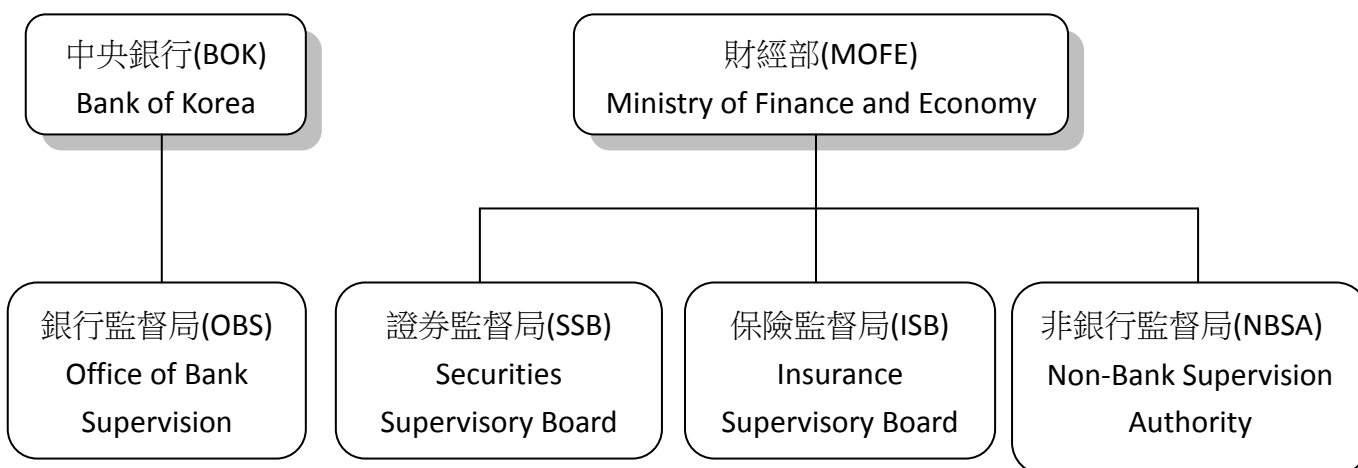 中央銀行(BOK)
Bank of Korea
財經部(MOFE)
Ministry of Finance and Economy
銀行監督局(OBS)
Office of Bank
Supervision
證券監督局(SSB)
Securities
Supervisory Board
保險監督局(ISB)
Insurance
Supervisory Board
非銀行監督局(NBSA)
Non-Bank Supervision
Authority